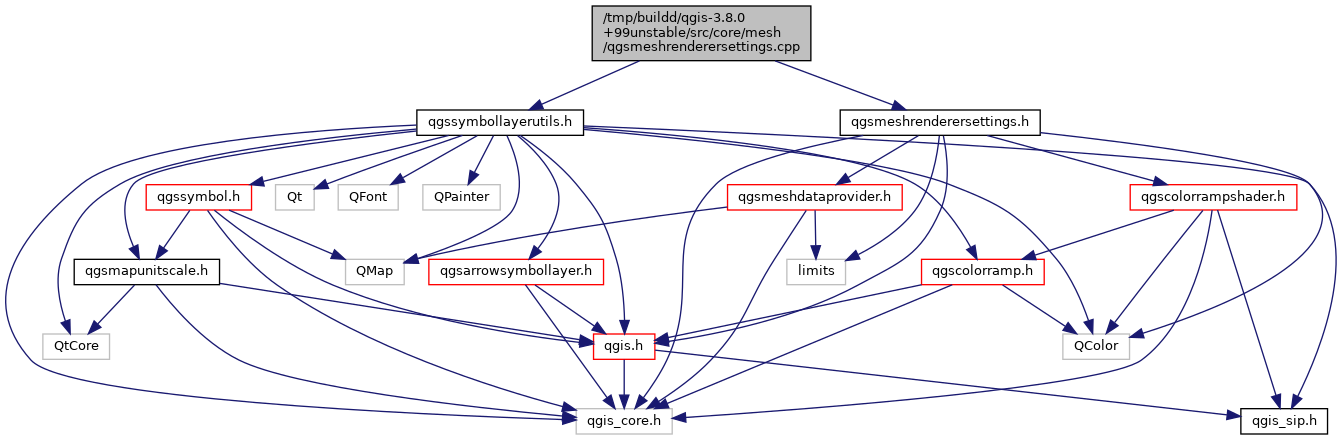 /tmp/buildd/qgis-3.8.0
+99unstable/src/core/mesh
/qgsmeshrenderersettings.cpp
qgssymbollayerutils.h
qgsmeshrenderersettings.h
qgssymbol.h
Qt
QFont
QPainter
qgsmeshdataprovider.h
qgscolorrampshader.h
qgsmapunitscale.h
QMap
qgsarrowsymbollayer.h
limits
qgscolorramp.h
QtCore
qgis.h
QColor
qgis_core.h
qgis_sip.h